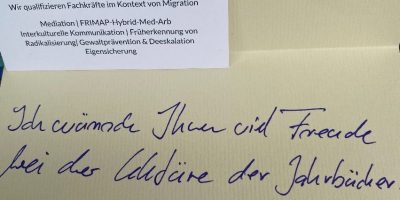 Wir qualifizieren Fachkräfte im Kontext von Migration
Mediation | FRIMAP-Hybrid-Med-Arb
Interkulturelle Kommunikation | Früherkennung von
Radikalisierung| Gewaltprävention & Deeskalation
Eigensicherung
Ich wünsche Ihnen viel Freude
bei der Lektüre der Jahrbücher.